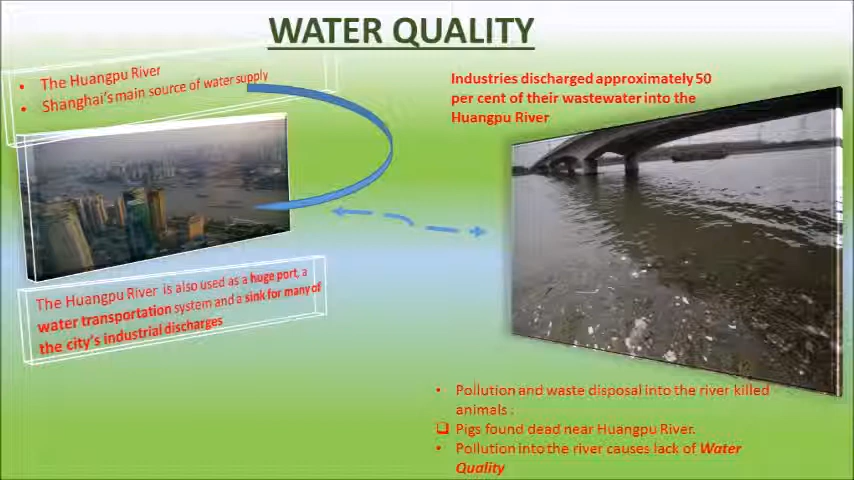 WATER QUALITY
• The Huangpu River
• Shanghai's main source of water supply
Industries discharged approximately 50
per cent of their wastewater into the
Huangpu River
The Huangpu River is also used as a huge port, a
water transportation system and a sink for many of
the city's industrial discharges
• Pollution and waste disposal into the river killed
animals :
❑ Pigs found dead near Huangpu River.
• Pollution into the river causes lack of Water
Quality